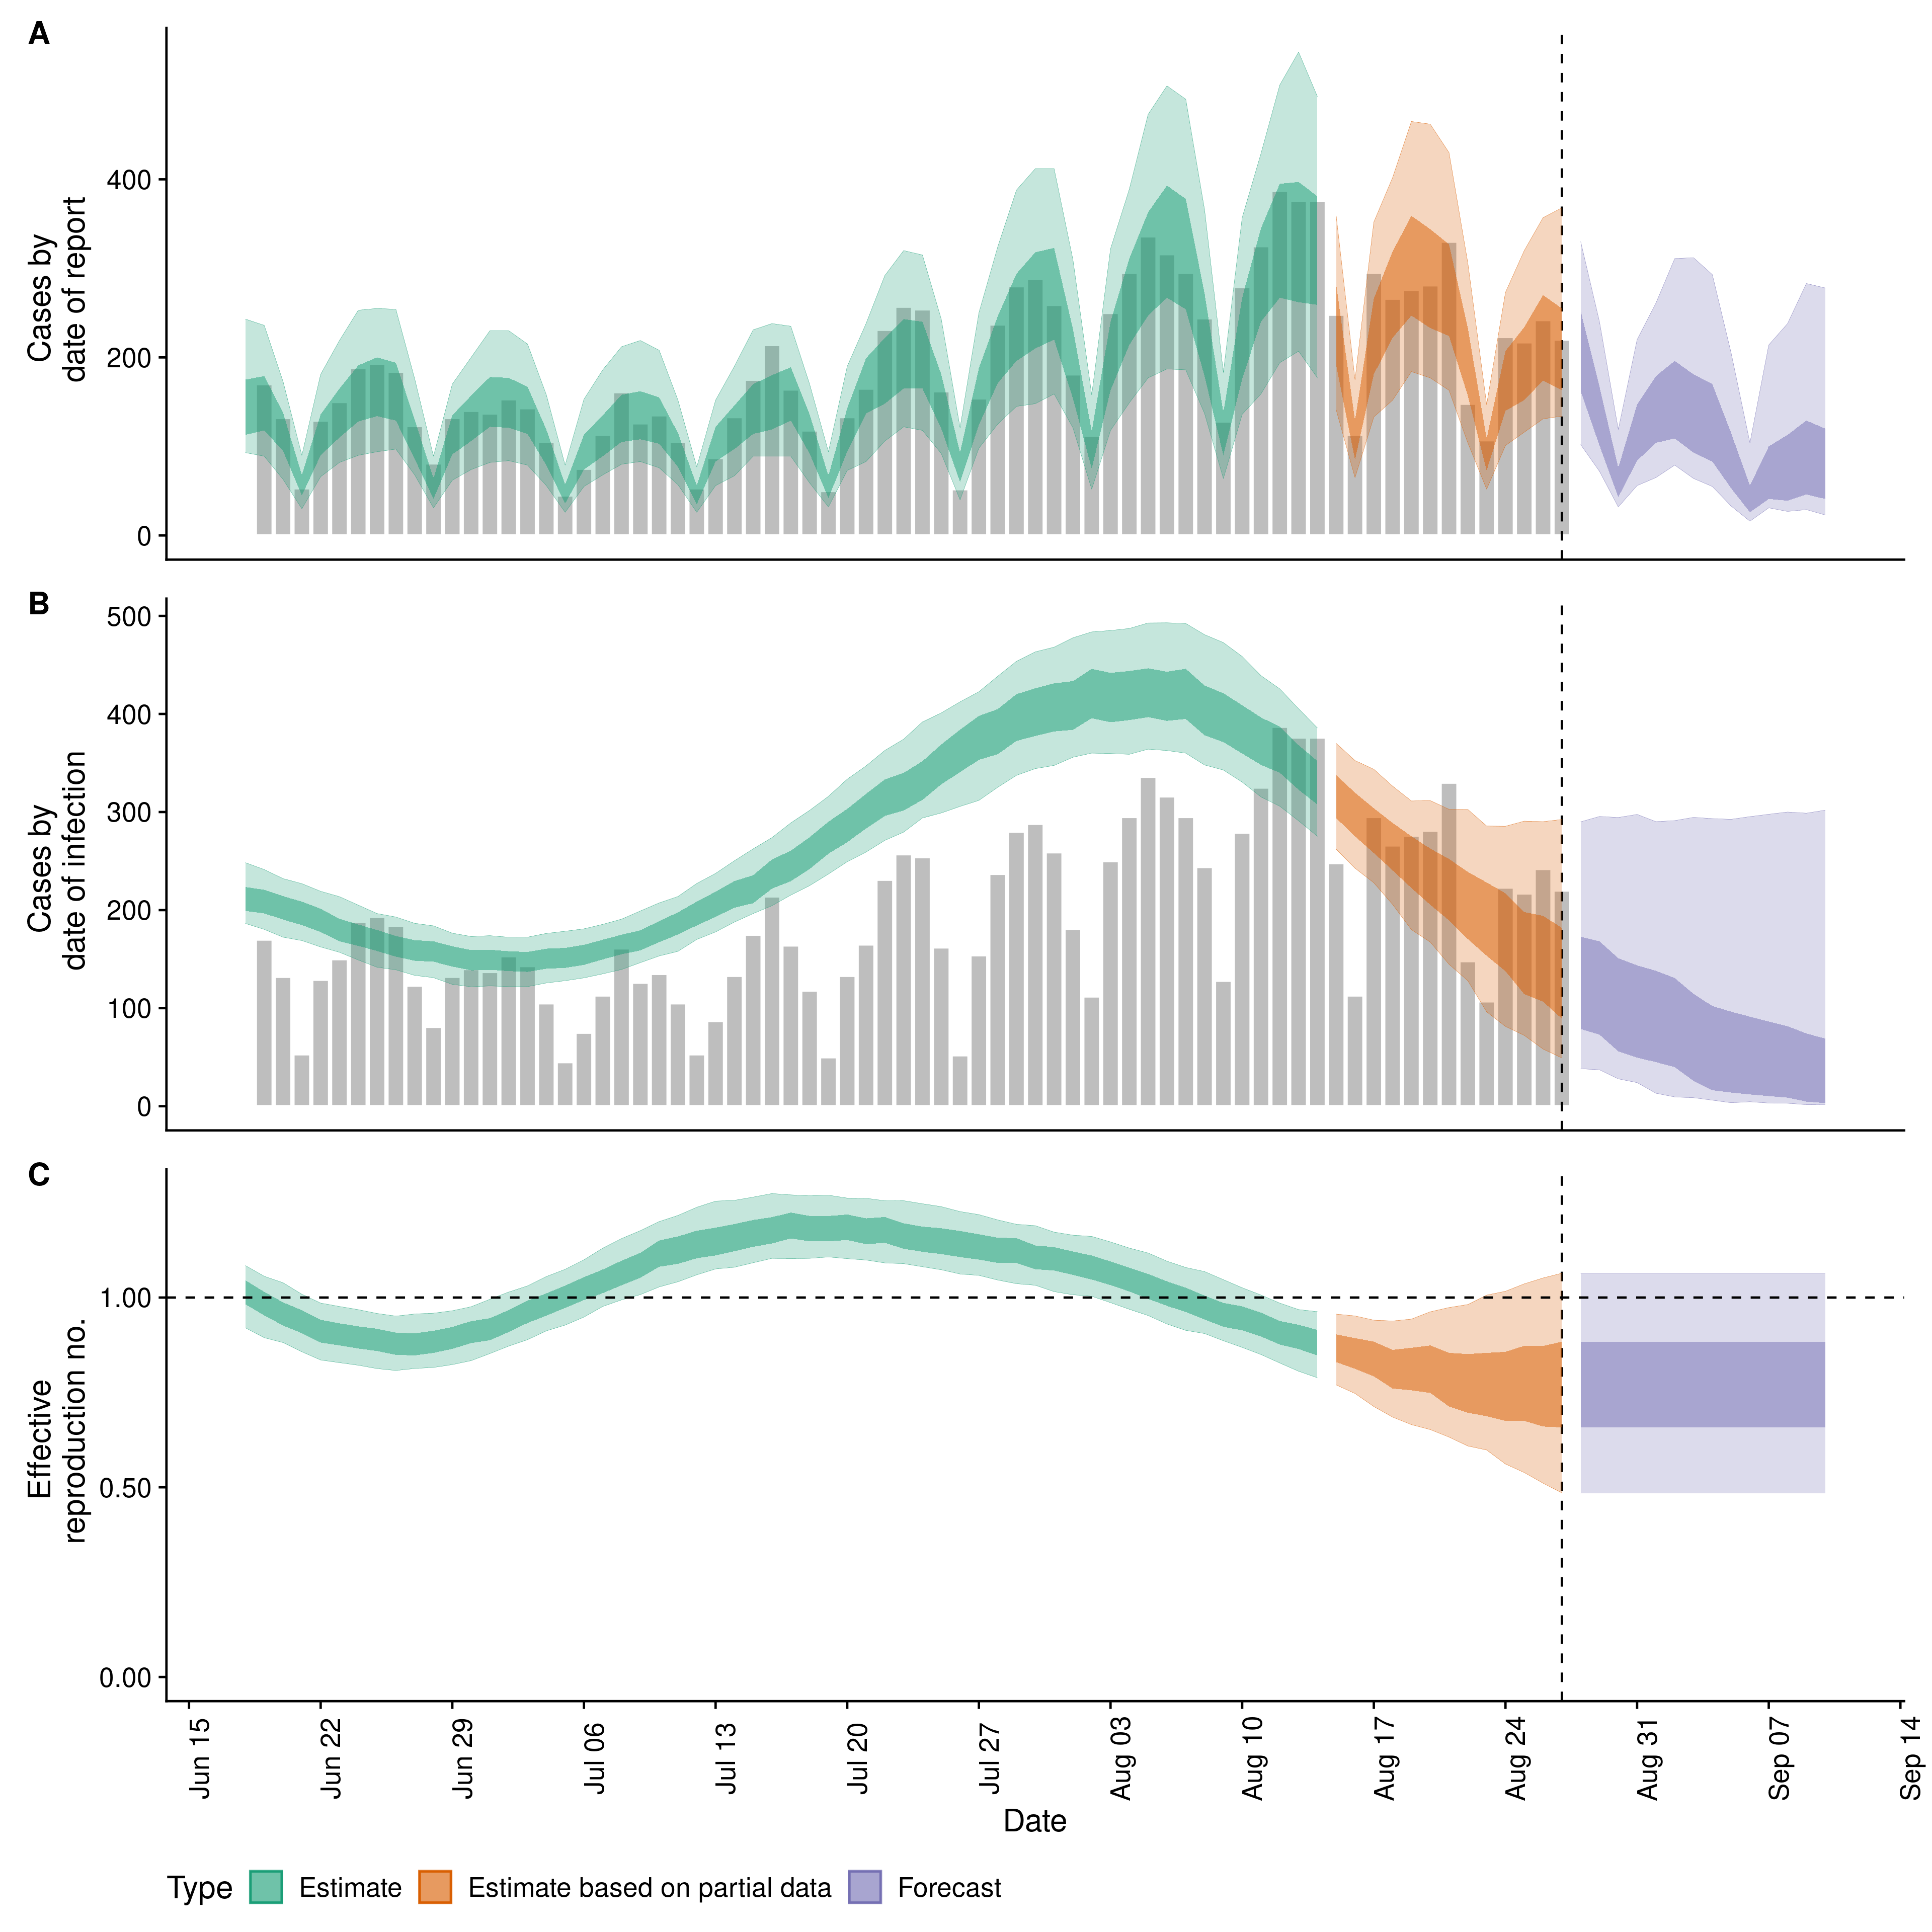 A
Cases by
date of report
400
200
0
B
Cases by
date of infection
500
400
300
200
100
0
C
Effective
reproduction no.
1.00
0.50
0.00
Jun 15
Jun 22
Jun 29
Jul 06
Jul 13
Jul 20
Jul 27
Aug 03
Aug 10
Aug 17
Aug 24
Aug 31
Sep 07
Sep 14
Date
Type Estimate Estimate based on partial data Forecast